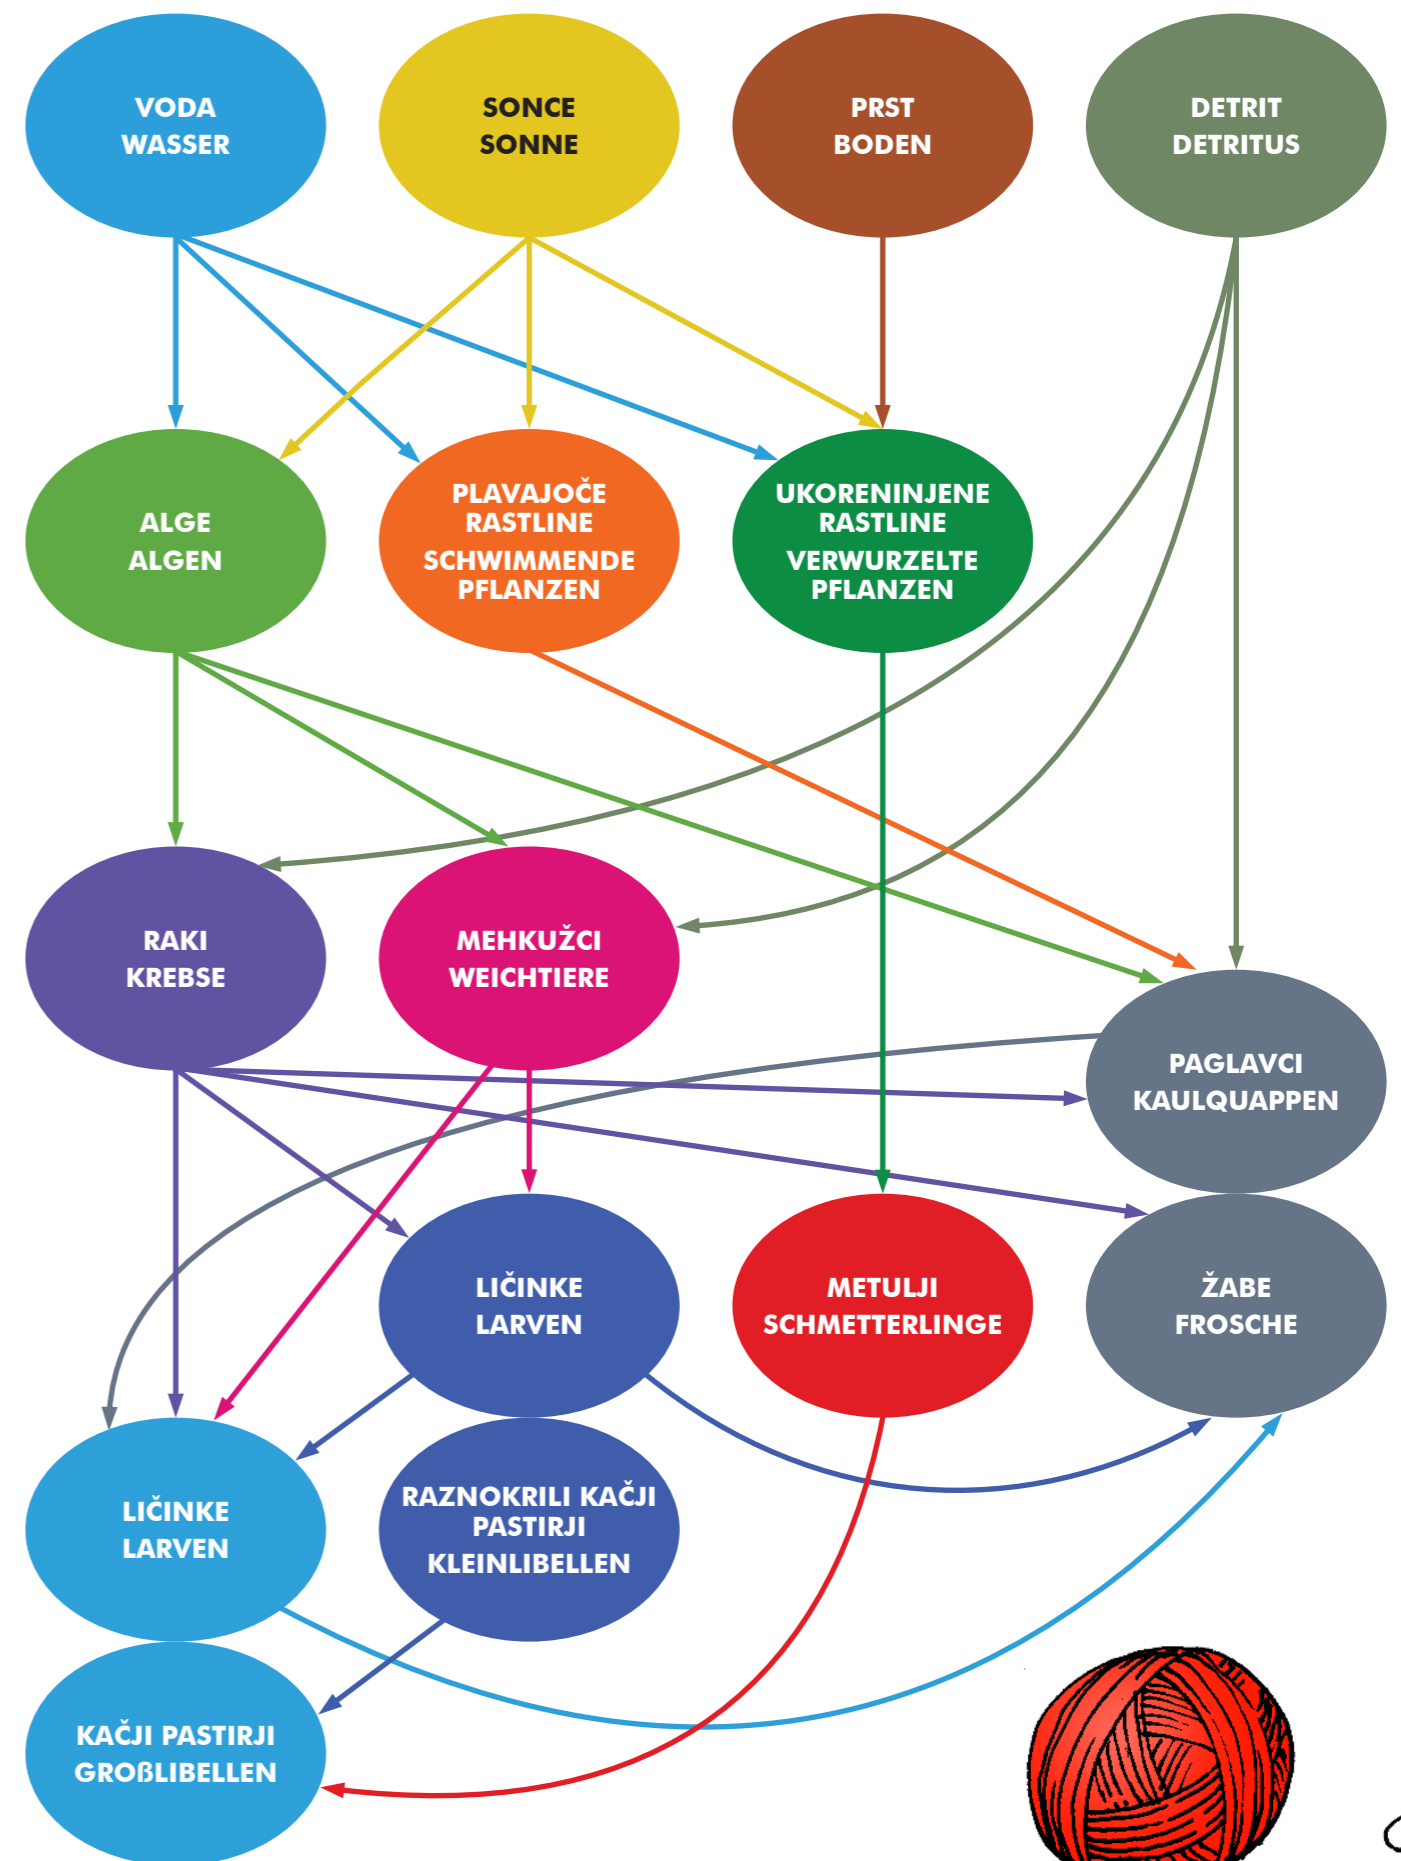 VODA
WASSER
SONCE
SONNE
PRST
BODEN
DETRIT
DETRITUS
ALGE
ALGEN
PLAVAJOČE
RASTLINE
SCHWIMMENDE
PFLANZEN
UKORENINJENE
RASTLINE
VERWURZELTE
PFLANZEN
RAKI
KREBSE
MEHKUŽCI
WEICHTIERE
PAGLAVCI
KAULQUAPPEN
LIČINKE
LARVEN
METULJI
SCHMETTERLINGE
ŽABE
FROSCHE
LIČINKE
LARVEN
RAZNOKRILI KAČJI
PASTIRJI
KLEINLIBELLEN
KAČJI PASTIRJI
GROßLIBELLEN